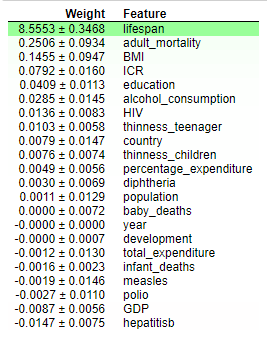 Weight Feature
8.5553 ± 0.3468 lifespan
0.2506 ± 0.0934 adult_mortality
0.1455 ± 0.0947 BMI
0.0792 ± 0.0160 ICR
0.0409 ± 0.0113 education
0.0285 ± 0.0145 alcohol_consumption
0.0136 ± 0.0083 HIV
0.0103 ± 0.0058 thinness_teenager
0.0079 ± 0.0147 country
0.0076 ± 0.0074 thinness_children
0.0049 ± 0.0056 percentage_expenditure
0.0030 ± 0.0069 diphtheria
0.0011 ± 0.0129 population
0.0000 ± 0.0072 baby_deaths
-0.0000 ± 0.0000 year
-0.0000 ± 0.0007 development
-0.0012 ± 0.0130 total_expenditure
-0.0016 ± 0.0023 infant_deaths
-0.0019 ± 0.0146 measles
-0.0027 ± 0.0110 polio
-0.0087 ± 0.0056 GDP
-0.0147 ± 0.0075 hepatitisb